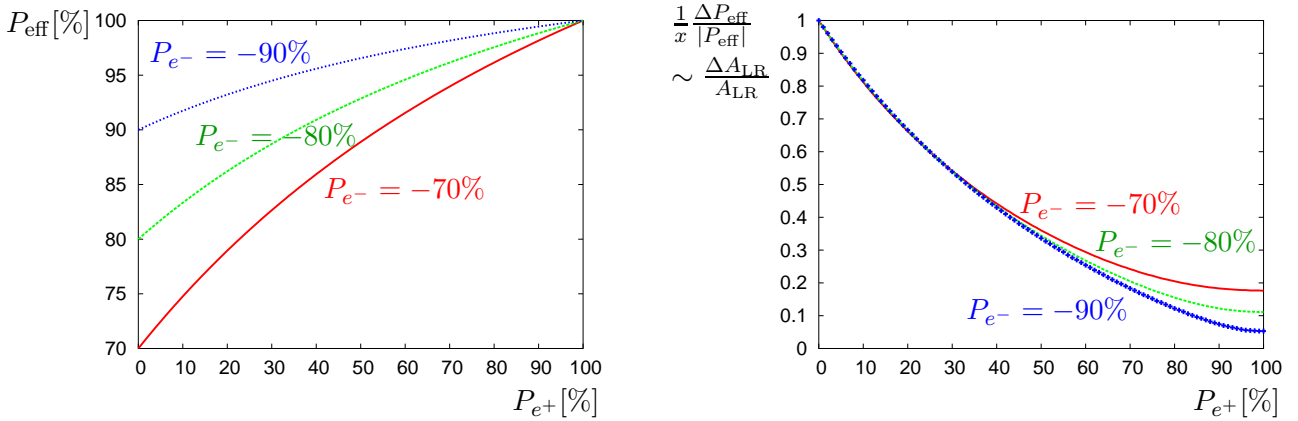 P_eff[%]
100
95
90
85
80
75
70
P_e− = −90%
P_e− = −80%
P_e− = −70%
0 10 20 30 40 50 60 70 80 90 100
P_e+[%]
1/x ΔP_eff/|P_eff|
∼ ΔA_LR/A_LR
1
0.9
0.8
0.7
0.6
0.5
0.4
0.3
0.2
0.1
0
P_e− = −70%
P_e− = −80%
P_e− = −90%
0 10 20 30 40 50 60 70 80 90 100
P_e+[%]